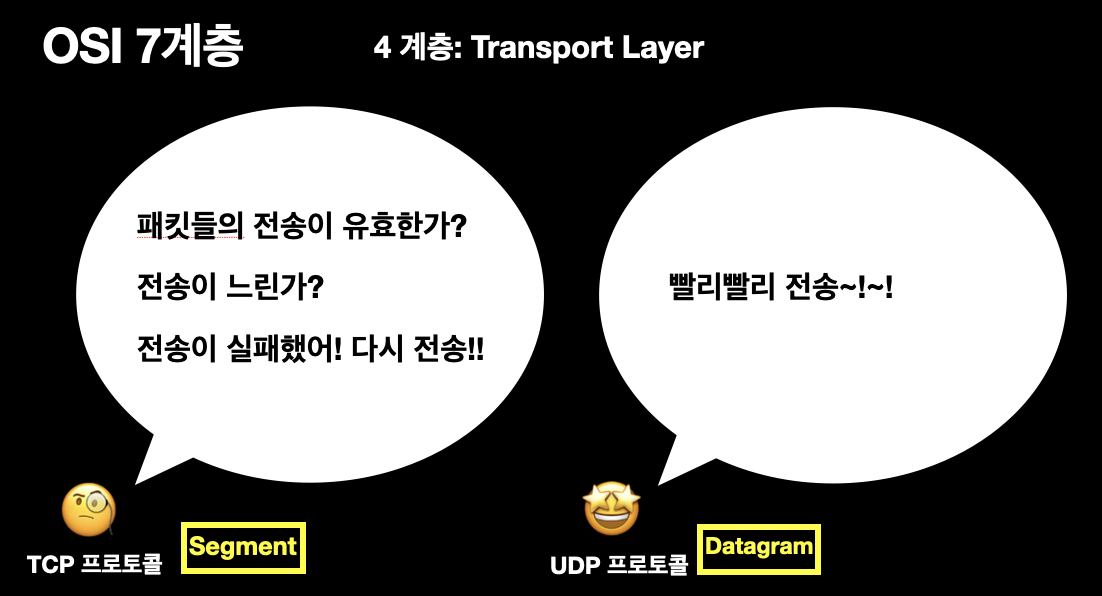 OSI 7계층
4 계층: Transport Layer
패킷들의 전송이 유효한가?
전송이 느린가?
전송이 실패했어! 다시 전송!!
빨리빨리 전송~!~!
TCP 프로토콜
Segment
UDP 프로토콜
Datagram